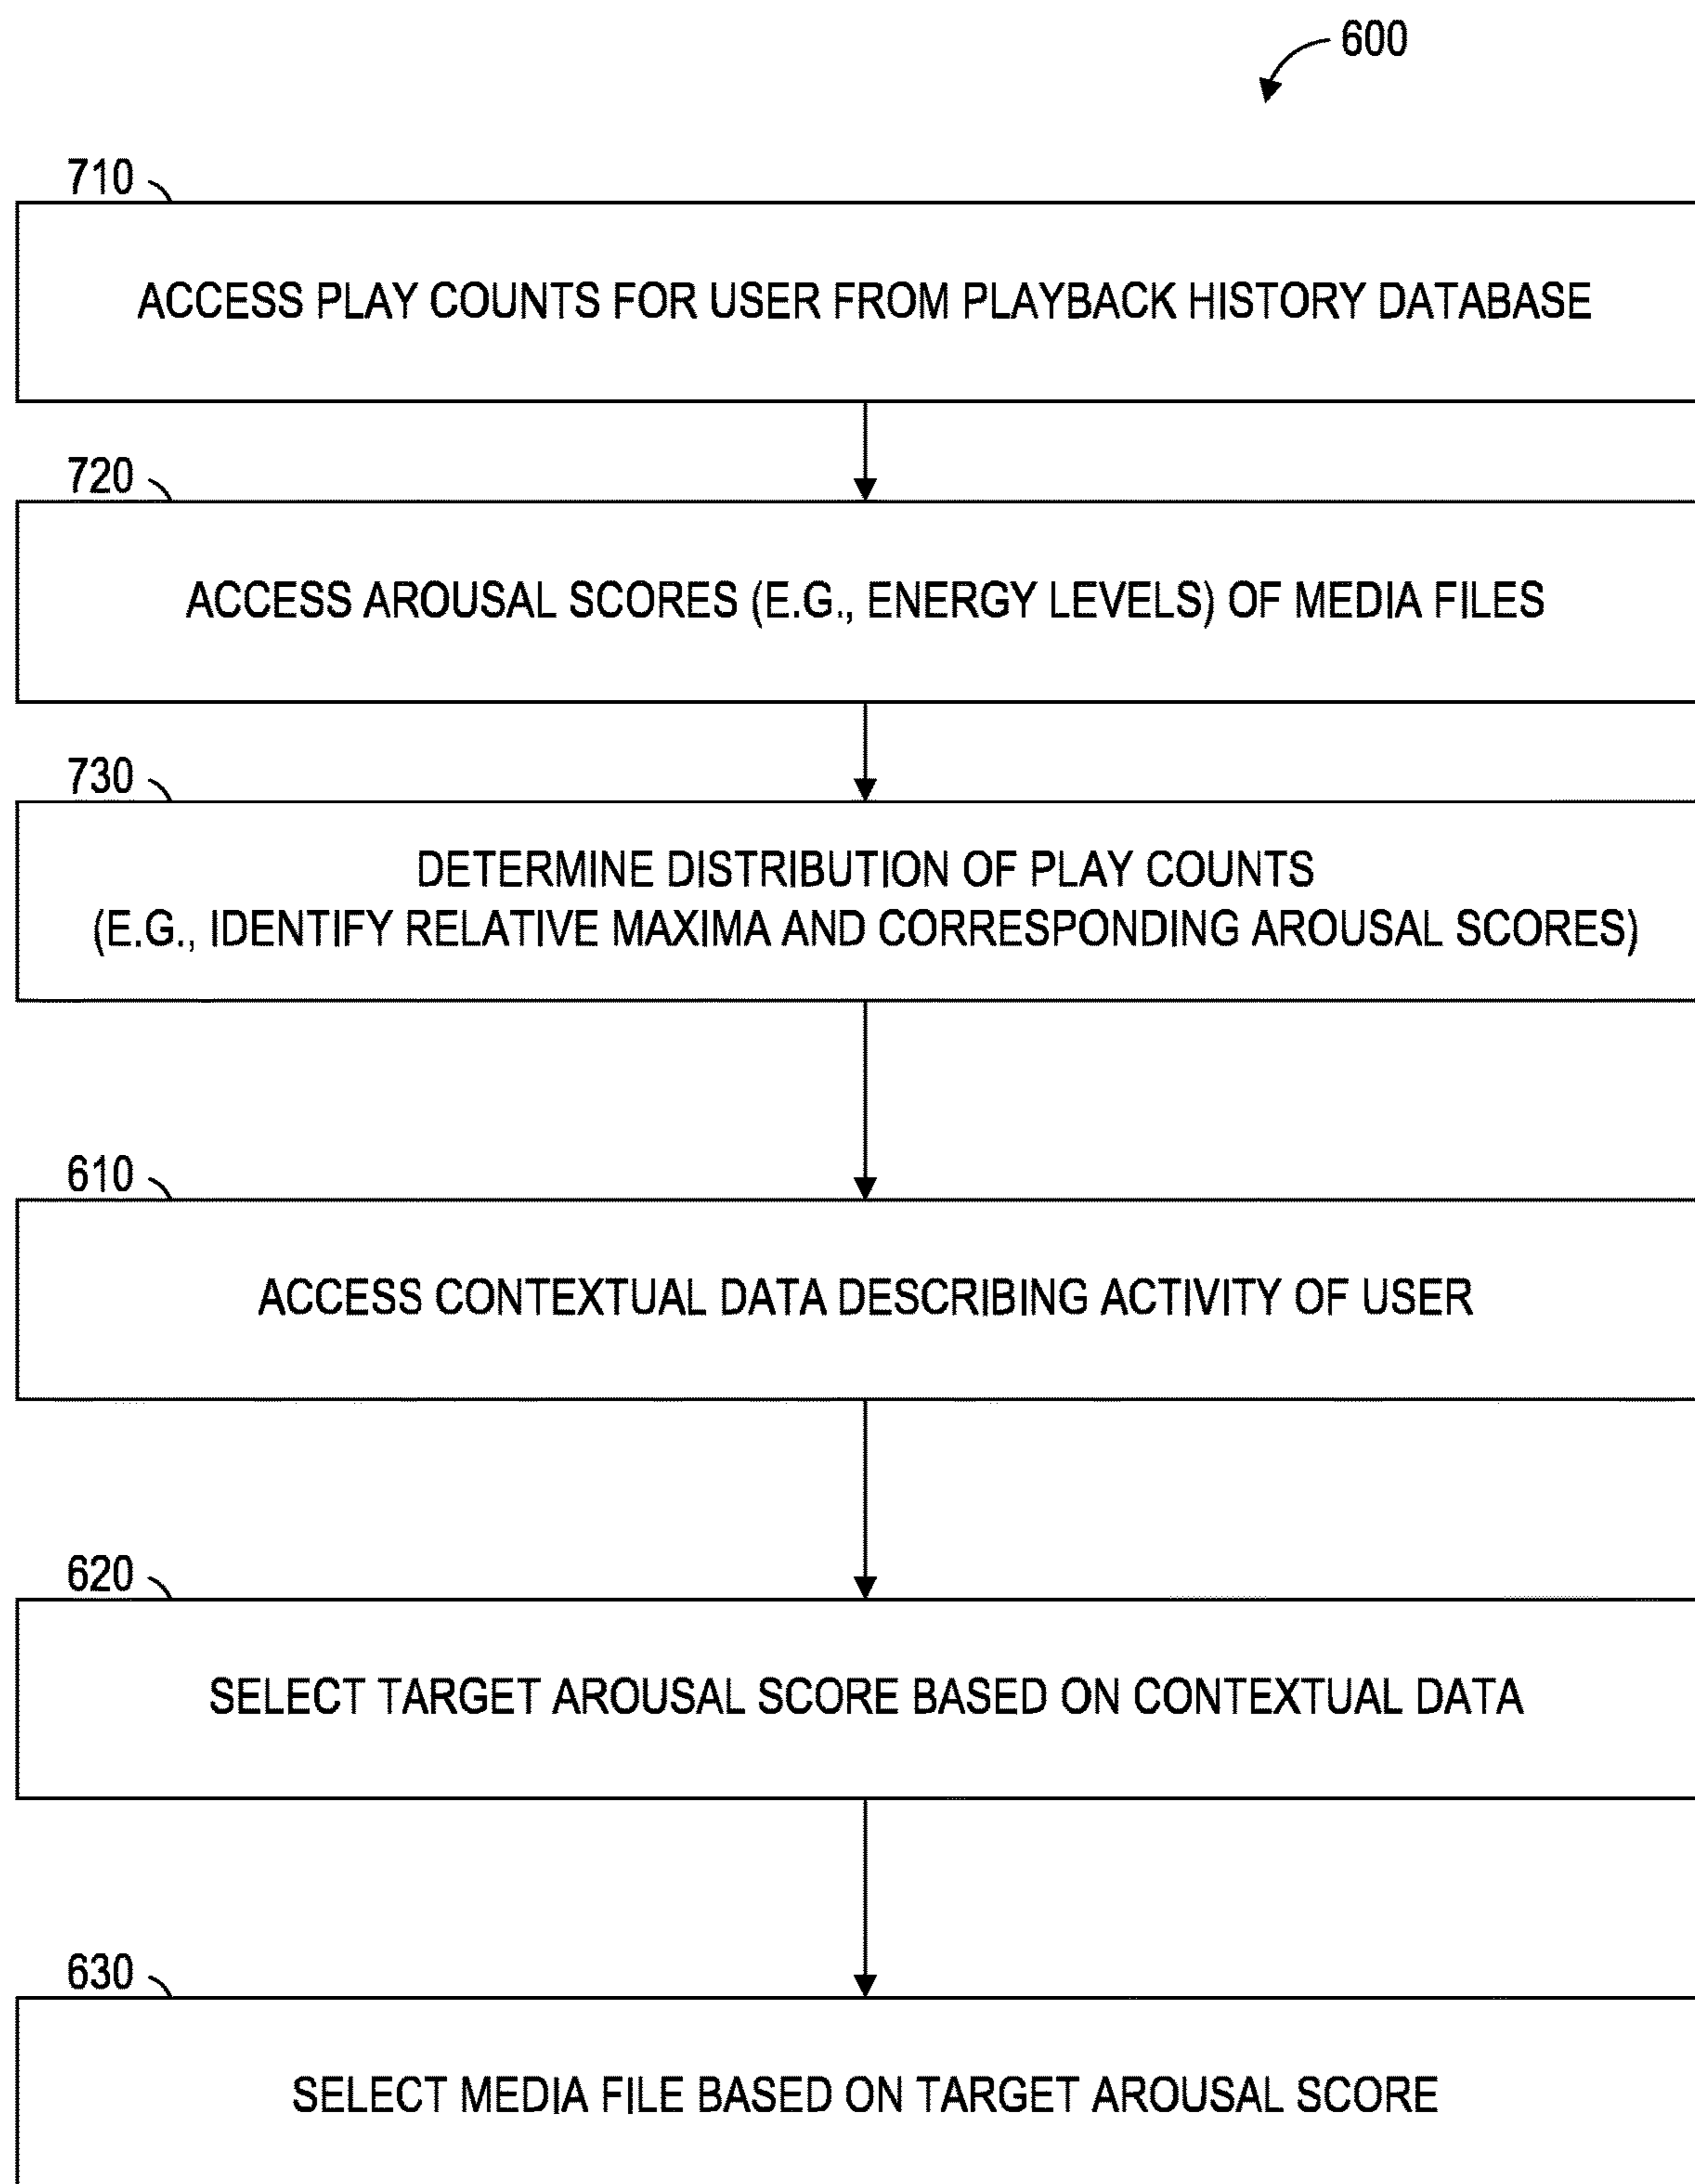 600
710
ACCESS PLAY COUNTS FOR USER FROM PLAYBACK HISTORY DATABASE
720
ACCESS AROUSAL SCORES (E.G., ENERGY LEVELS) OF MEDIA FILES
730
DETERMINE DISTRIBUTION OF PLAY COUNTS
(E.G., IDENTIFY RELATIVE MAXIMA AND CORRESPONDING AROUSAL SCORES)
610
ACCESS CONTEXTUAL DATA DESCRIBING ACTIVITY OF USER
620
SELECT TARGET AROUSAL SCORE BASED ON CONTEXTUAL DATA
630
SELECT MEDIA FILE BASED ON TARGET AROUSAL SCORE